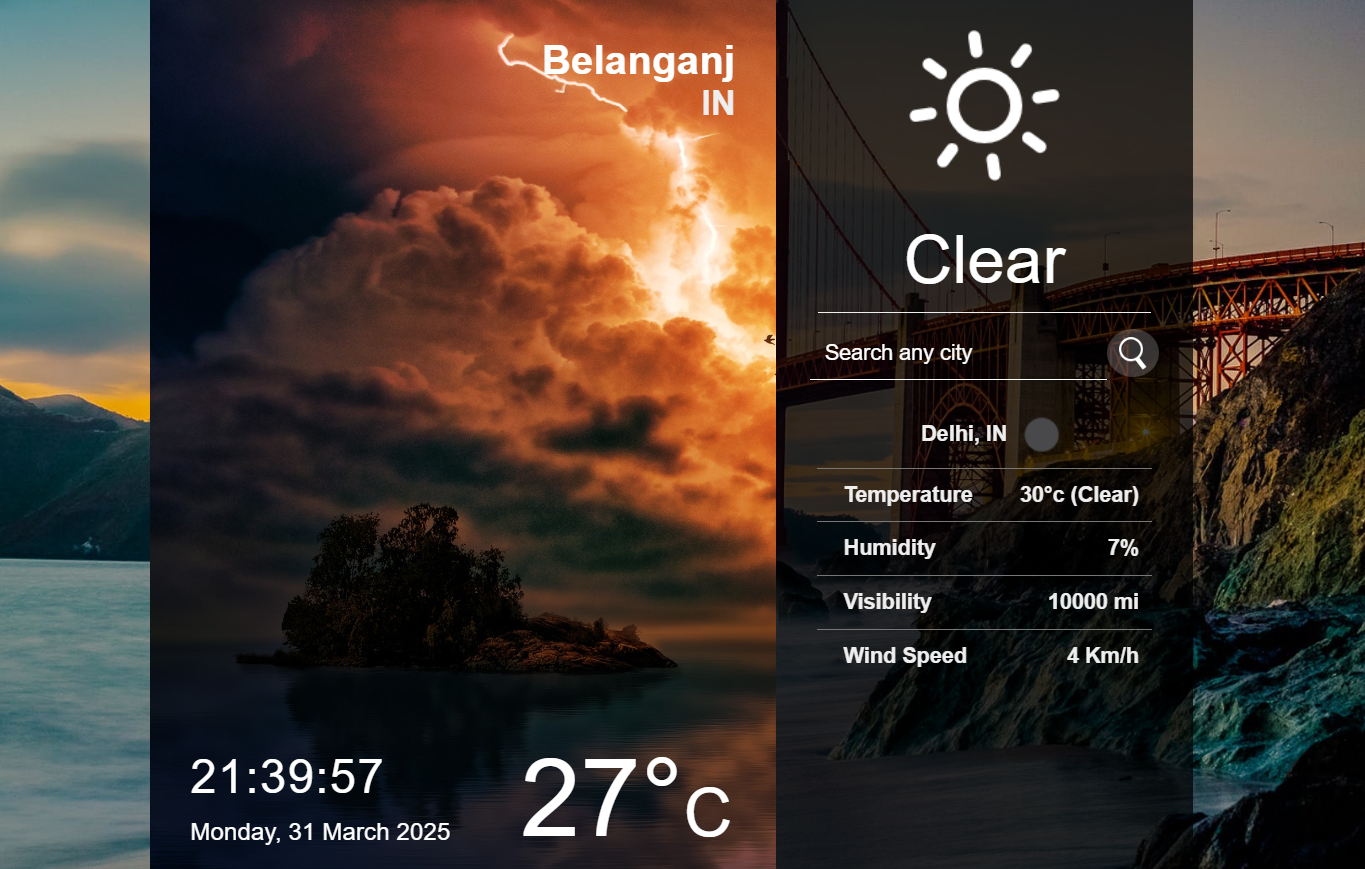 Belanganj
IN
21:39:57
Monday, 31 March 2025
27°C
Clear
Search any city
Delhi, IN
Temperature 30°c (Clear)
Humidity 7%
Visibility 10000 mi
Wind Speed 4 Km/h